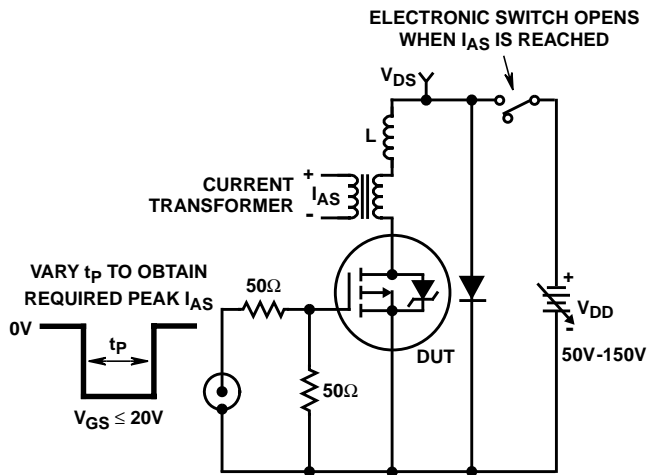 ELECTRONIC SWITCH OPENS
WHEN IAS IS REACHED
VDS
L
CURRENT
TRANSFORMER
+
IAS
-
VARY tP TO OBTAIN
REQUIRED PEAK IAS
50Ω
0V
tP
VGS ≤ 20V
50Ω
DUT
+
VDD
-
50V-150V